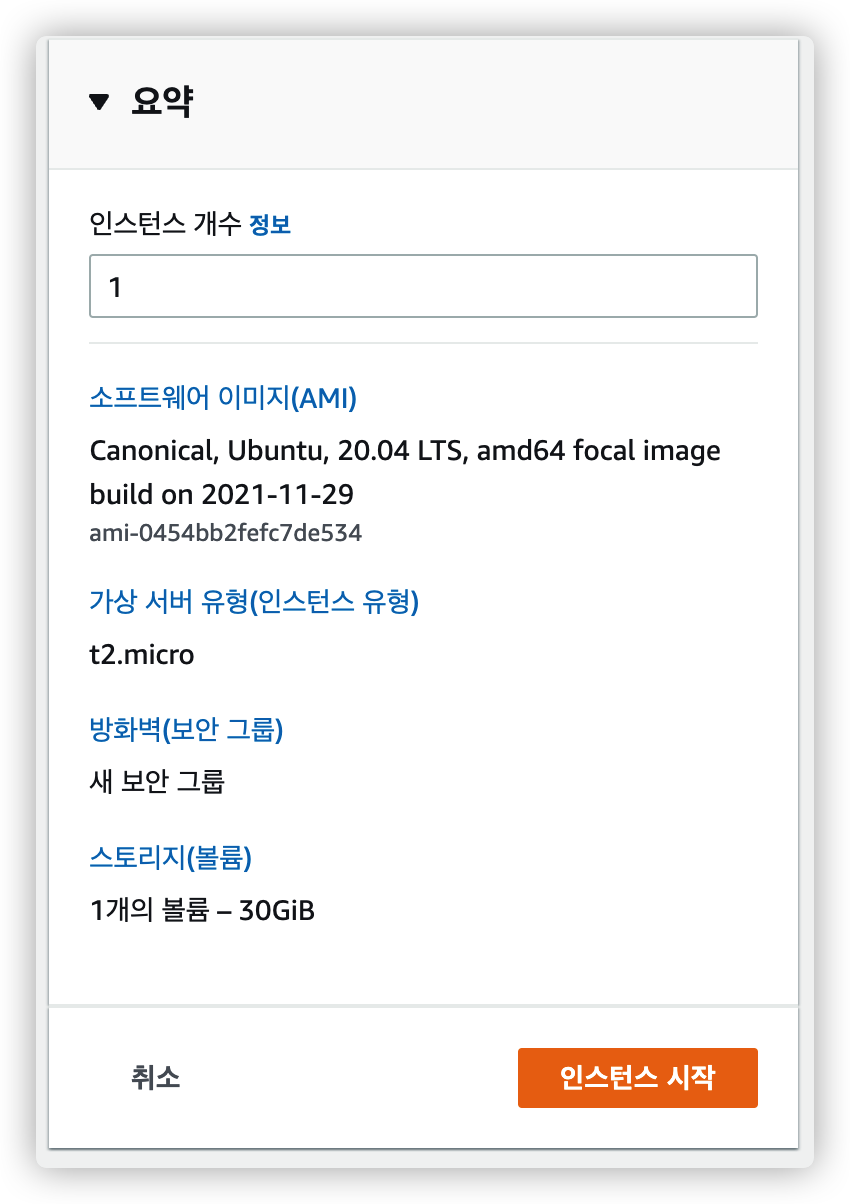 ▼ 요약
인스턴스 개수 정보
1
소프트웨어 이미지(AMI)
Canonical, Ubuntu, 20.04 LTS, amd64 focal image
build on 2021-11-29
ami-0454bb2fefc7de534
가상 서버 유형(인스턴스 유형)
t2.micro
방화벽(보안 그룹)
새 보안 그룹
스토리지(볼륨)
1개의 볼륨 – 30GiB
취소
인스턴스 시작